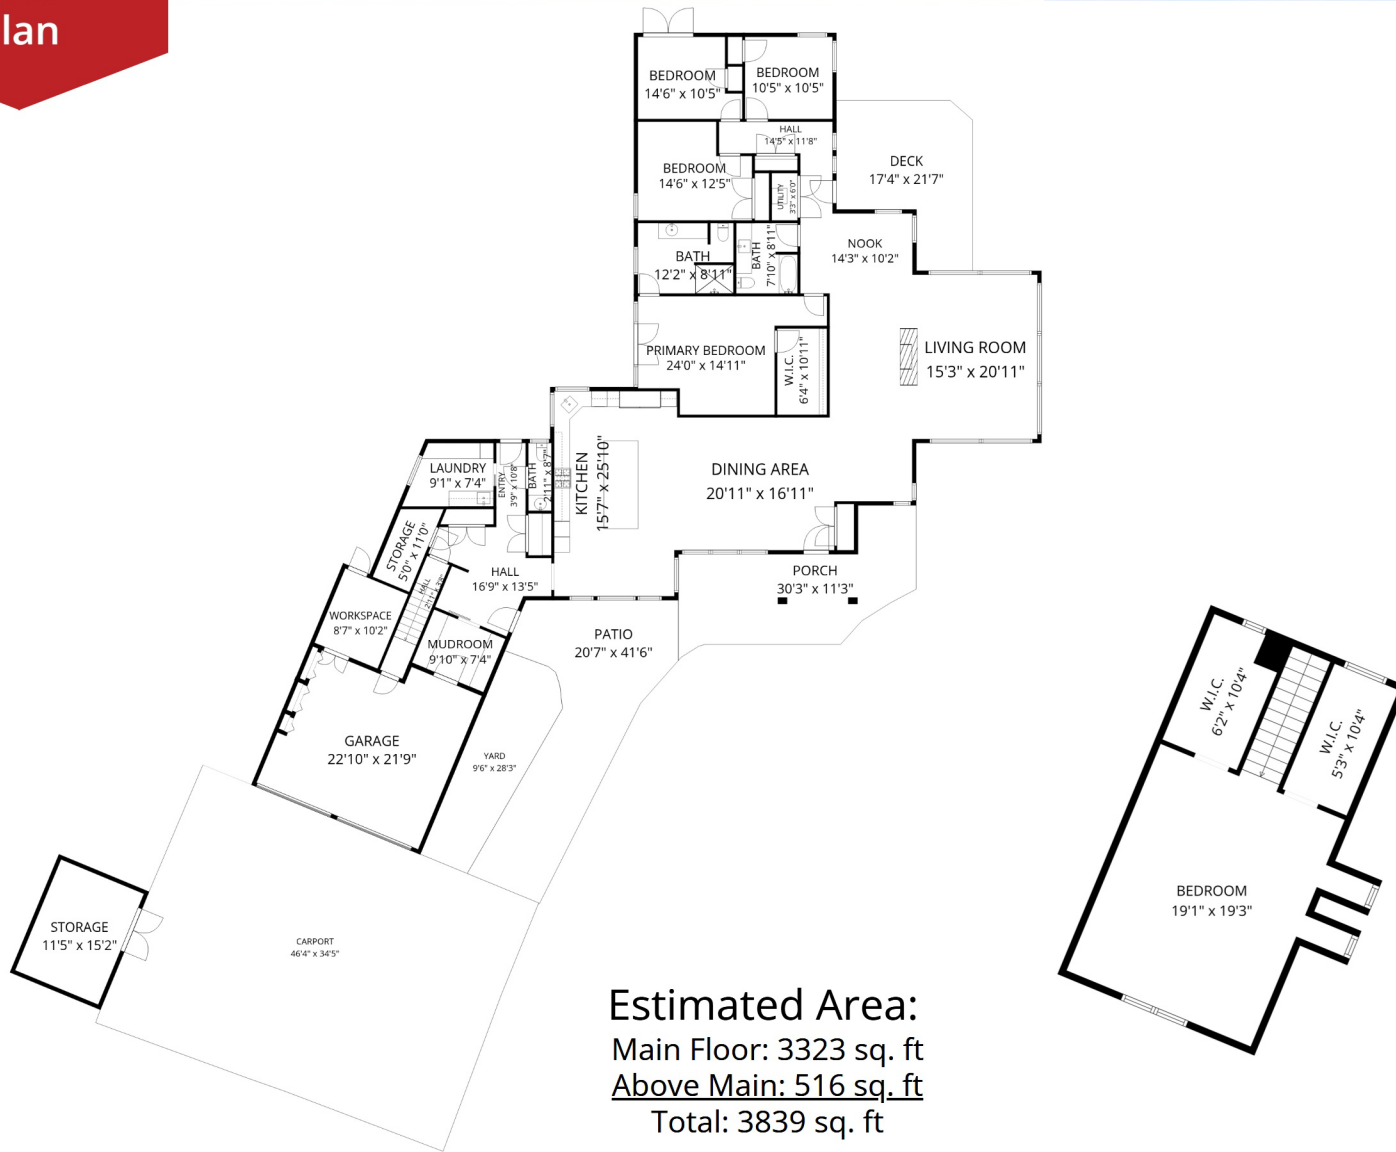 lan
BEDROOM
14'6" x 10'5"
BEDROOM
10'5" x 10'5"
HALL
14'5" x 11'8"
BEDROOM
14'6" x 12'5"
UTILITY
3'3" x 6'0"
DECK
17'4" x 21'7"
BATH
12'2" x 8'11"
BATH
7'10" x 8'11"
NOOK
14'3" x 10'2"
PRIMARY BEDROOM
24'0" x 14'11"
W.I.C.
6'4" x 10'11"
LIVING ROOM
15'3" x 20'11"
LAUNDRY
9'1" x 7'4"
ENTRY
3'9" x 10'8"
BATH
2'11" x 8'7"
KITCHEN
15'7" x 25'10"
DINING AREA
20'11" x 16'11"
STORAGE
5'0" x 11'0"
HALL
16'9" x 13'5"
HALL
PORCH
30'3" x 11'3"
WORKSPACE
8'7" x 10'2"
MUDROOM
9'10" x 7'4"
PATIO
20'7" x 41'6"
GARAGE
22'10" x 21'9"
YARD
9'6" x 28'3"
STORAGE
11'5" x 15'2"
CARPORT
46'4" x 34'5"
W.I.C.
6'2" x 10'4"
W.I.C.
5'3" x 10'4"
BEDROOM
19'1" x 19'3"
Estimated Area:
Main Floor: 3323 sq. ft
Above Main: 516 sq. ft
Total: 3839 sq. ft